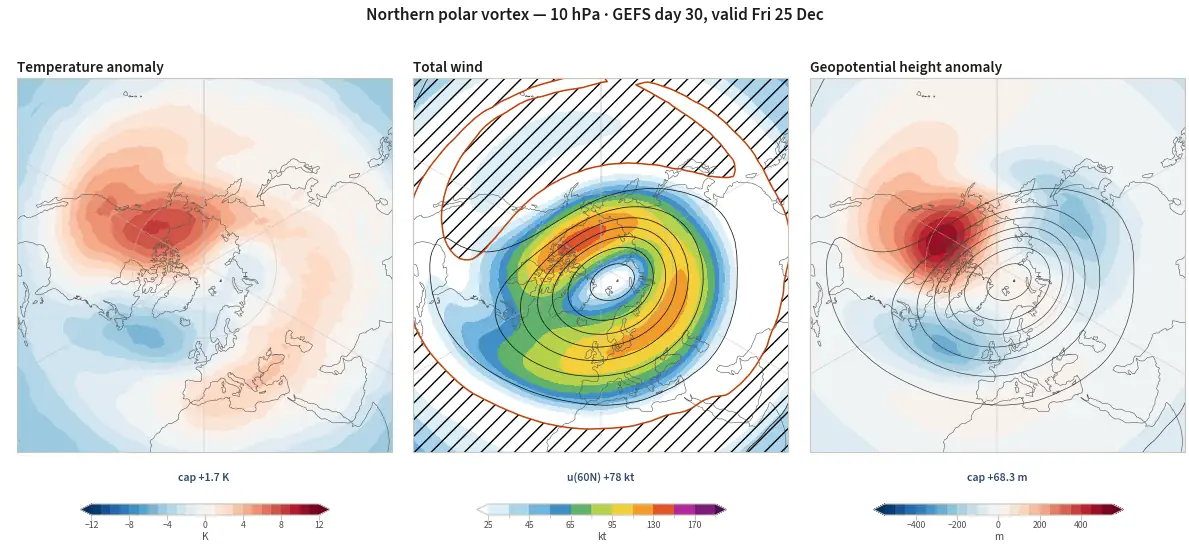 Northern polar vortex — 10 hPa · GEFS day 30, valid Fri 25 Dec
Temperature anomaly
Total wind
Geopotential height anomaly
cap +1.7 K
u(60N) +78 kt
cap +68.3 m
−12 −8 −4 0 4 8 12
K
25 45 65 95 130 170
kt
−400 −200 0 200 400
m